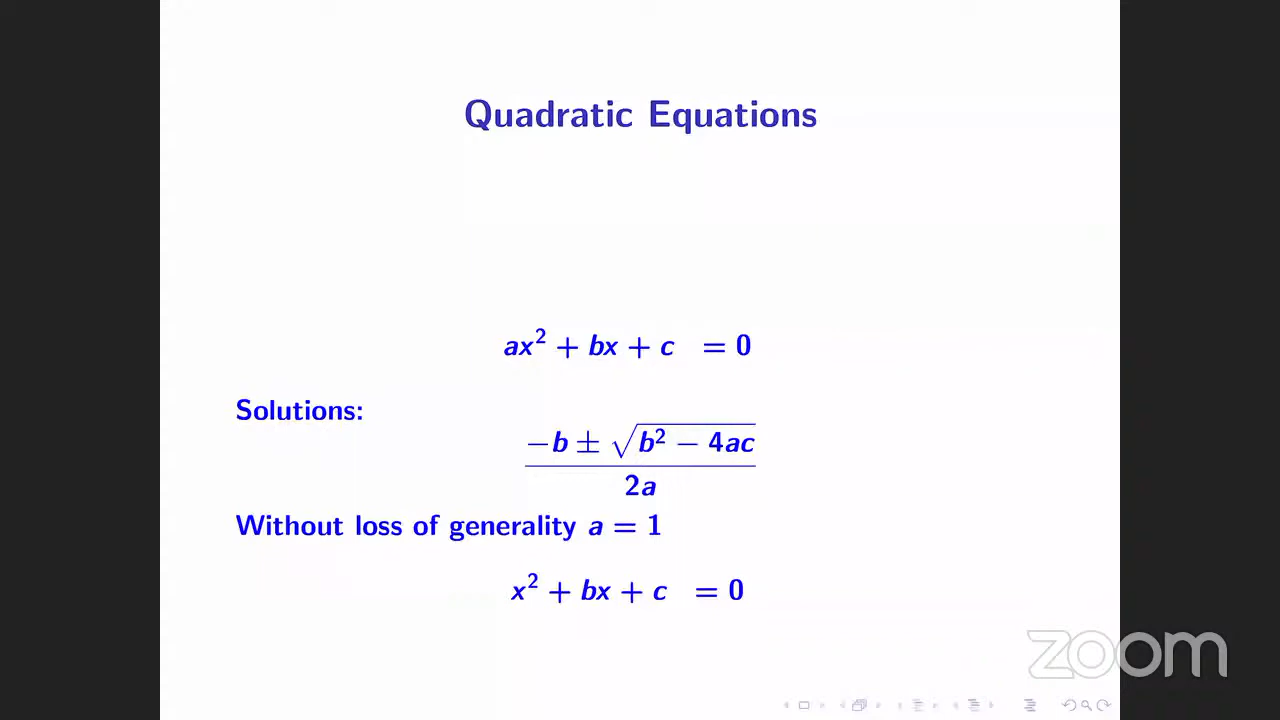 Quadratic Equations
ax² + bx + c = 0
Solutions:
−b ± √(b² − 4ac)
2a
Without loss of generality a = 1
x² + bx + c = 0
zoom